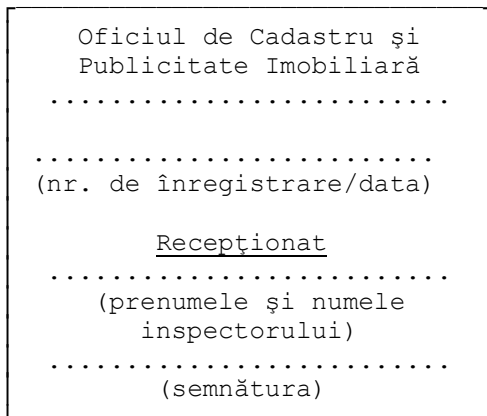 Oficiul de Cadastru şi
Publicitate Imobiliară
..........................
..........................
(nr. de înregistrare/data)
Recepţionat
..........................
(prenumele şi numele
inspectorului)
..........................
(semnătura)